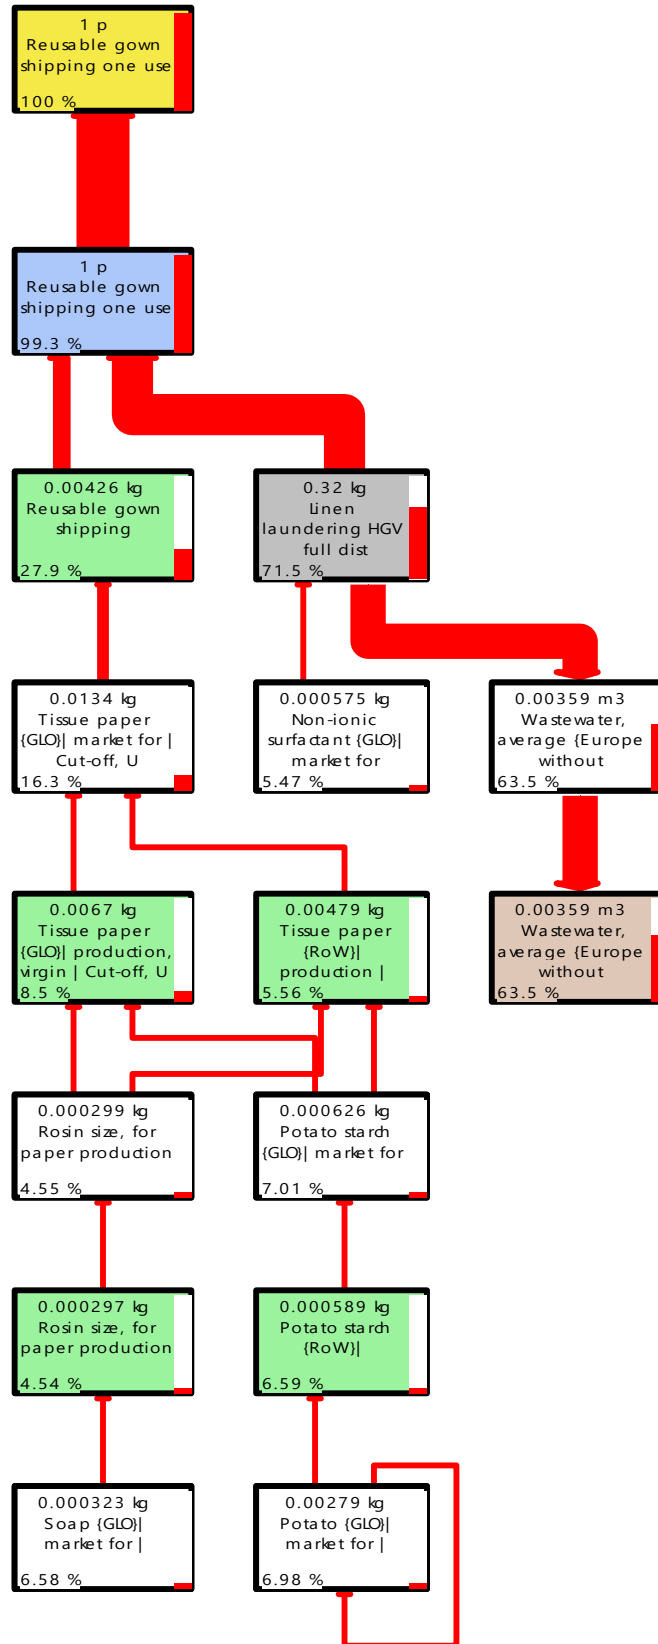 1 p
Reusable gown
shipping one use
100 %
1 p
Reusable gown
shipping one use
99.3 %
0.00426 kg
Reusable gown
shipping
27.9 %
0.32 kg
Linen
laundering HGV
full dist
71.5 %
0.0134 kg
Tissue paper
{GLO}| market for |
Cut-off, U
16.3 %
0.000575 kg
Non-ionic
surfactant {GLO}|
market for
5.47 %
0.00359 m3
Wastewater,
average {Europe
without
63.5 %
0.0067 kg
Tissue paper
{GLO}| production,
virgin | Cut-off, U
8.5 %
0.00479 kg
Tissue paper
{RoW}|
production |
5.56 %
0.00359 m3
Wastewater,
average {Europe
without
63.5 %
0.000299 kg
Rosin size, for
paper production
4.55 %
0.000626 kg
Potato starch
{GLO}| market for
7.01 %
0.000297 kg
Rosin size, for
paper production
4.54 %
0.000589 kg
Potato starch
{RoW}|
6.59 %
0.000323 kg
Soap {GLO}|
market for |
6.58 %
0.00279 kg
Potato {GLO}|
market for |
6.98 %